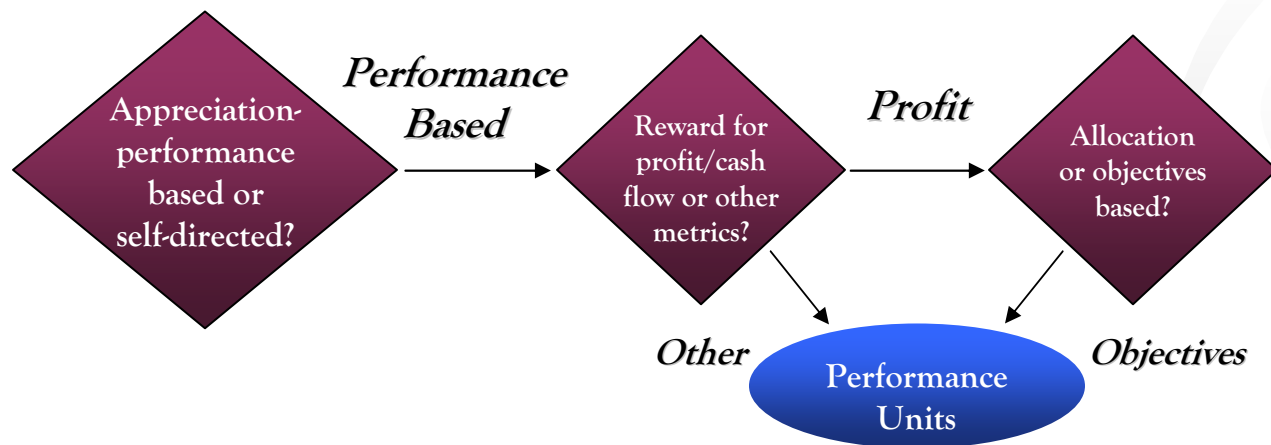 Appreciation-
performance
based or
self-directed?
Performance
Based
Reward for
profit/cash
flow or other
metrics?
Profit
Allocation
or objectives
based?
Other
Performance
Units
Objectives